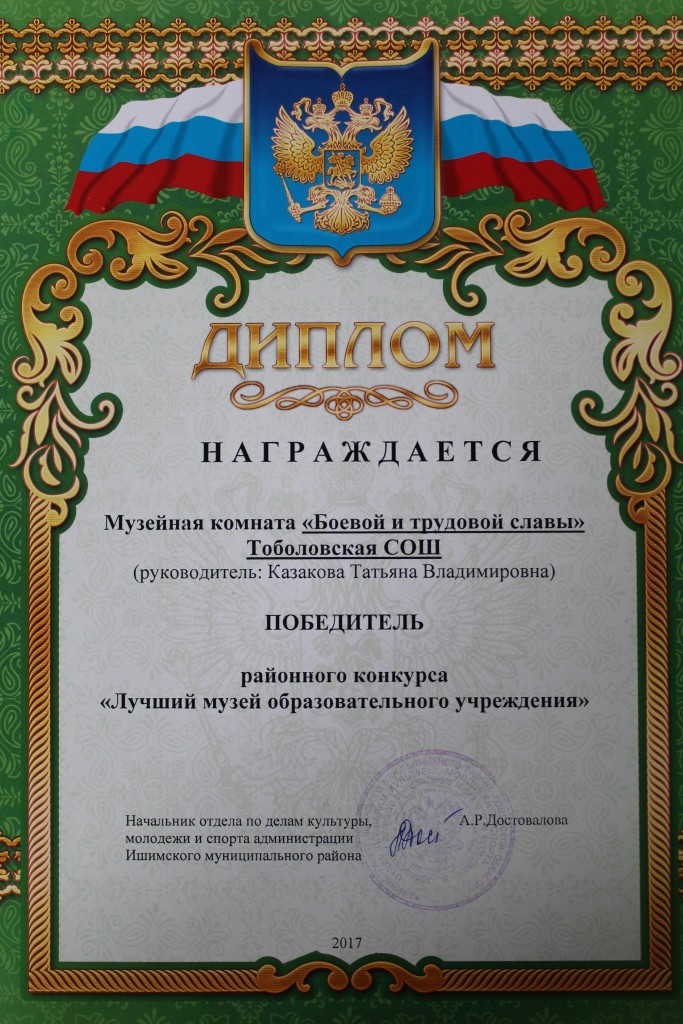 ДИПЛОМ
НАГРАЖДАЕТСЯ
Музейная комната «Боевой и трудовой славы»
Тоболовская СОШ
(руководитель: Казакова Татьяна Владимировна)
ПОБЕДИТЕЛЬ
районного конкурса
«Лучший музей образовательного учреждения»
Начальник отдела по делам культуры,
молодежи и спорта администрации
Ишимского муниципального района
А.Р.Достовалова
2017